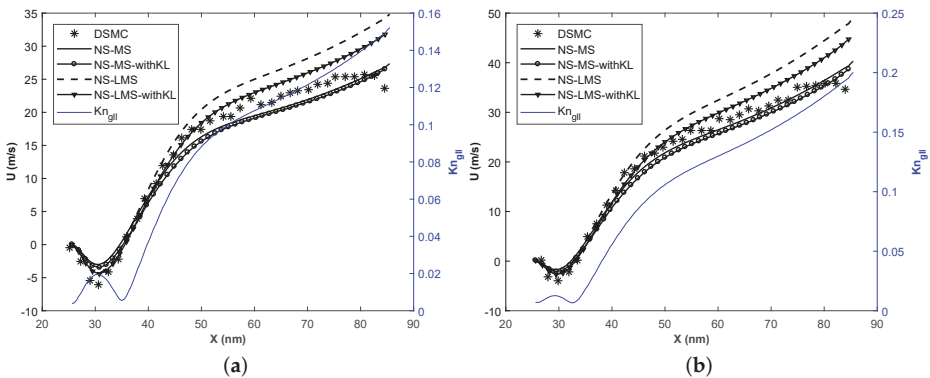 DSMC
NS-MS
NS-MS-withKL
NS-LMS
NS-LMS-withKL
Kn_gll
35
30
25
20
15
10
5
0
-5
-10
U (m/s)
0.16
0.14
0.12
0.1
0.08
0.06
0.04
0.02
0
Kn_gll
20 30 40 50 60 70 80 90
X (nm)
(a)
DSMC
NS-MS
NS-MS-withKL
NS-LMS
NS-LMS-withKL
Kn_gll
50
40
30
20
10
0
-10
U (m/s)
0.25
0.2
0.15
0.1
0.05
0
Kn_gll
20 30 40 50 60 70 80 90
X (nm)
(b)